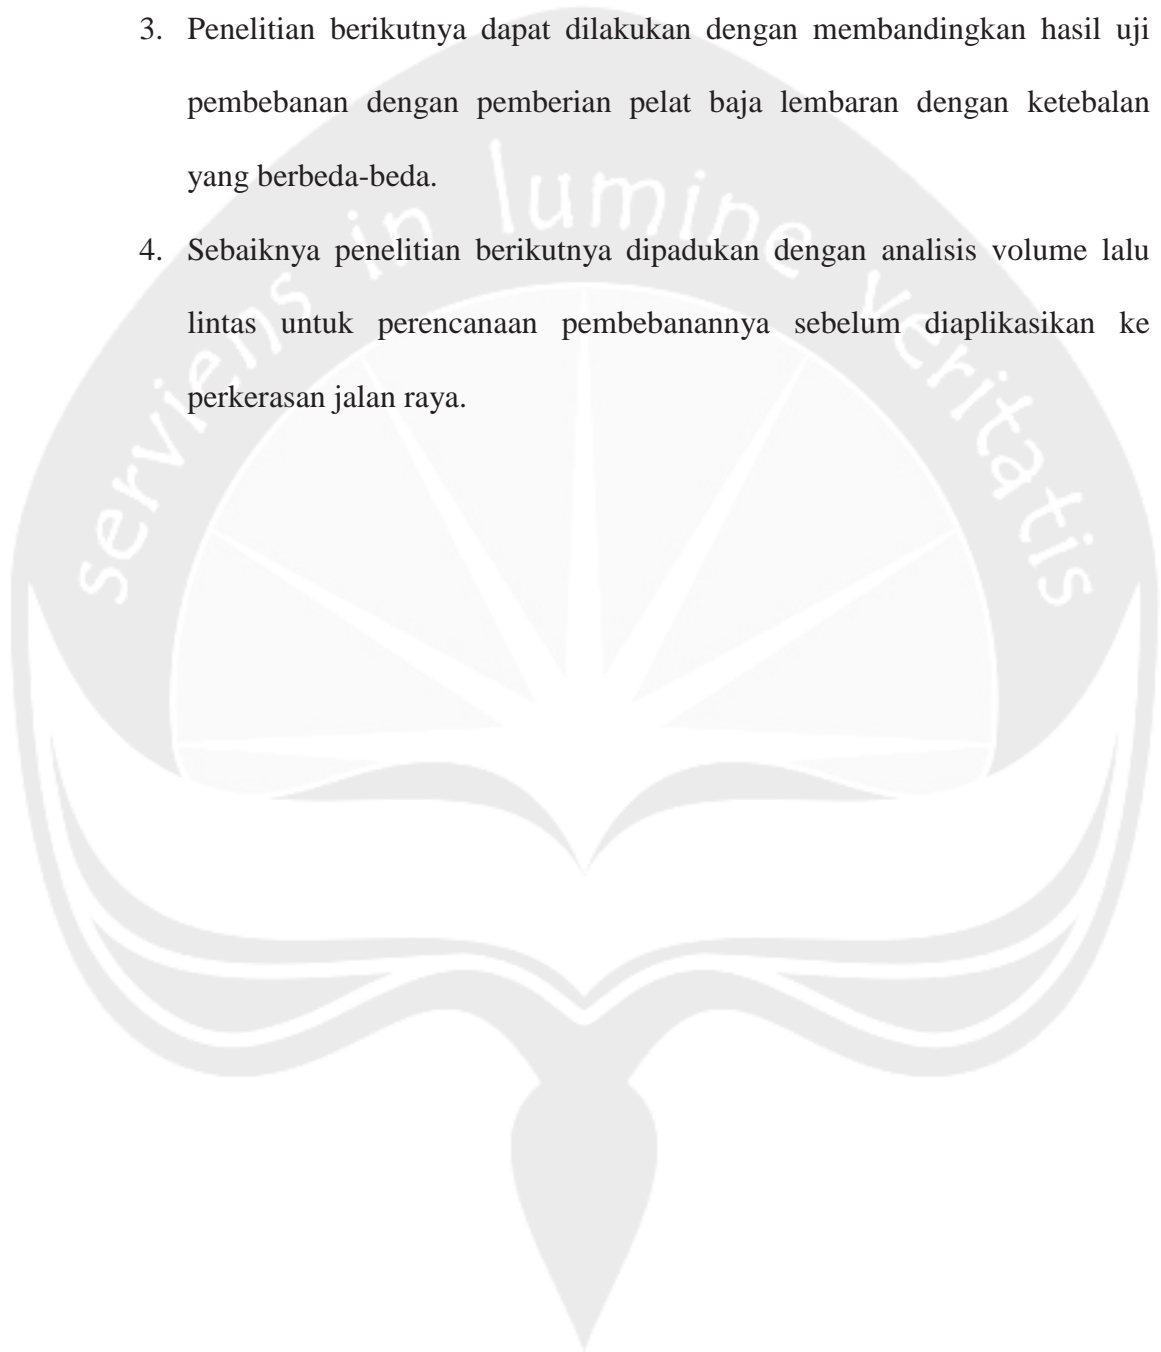 3. Penelitian berikutnya dapat dilakukan dengan membandingkan hasil uji
pembebanan dengan pemberian pelat baja lembaran dengan ketebalan
yang berbeda-beda.
4. Sebaiknya penelitian berikutnya dipadukan dengan analisis volume lalu
lintas untuk perencanaan pembebanannya sebelum diaplikasikan ke
perkerasan jalan raya.
serviens in lumine veritatis